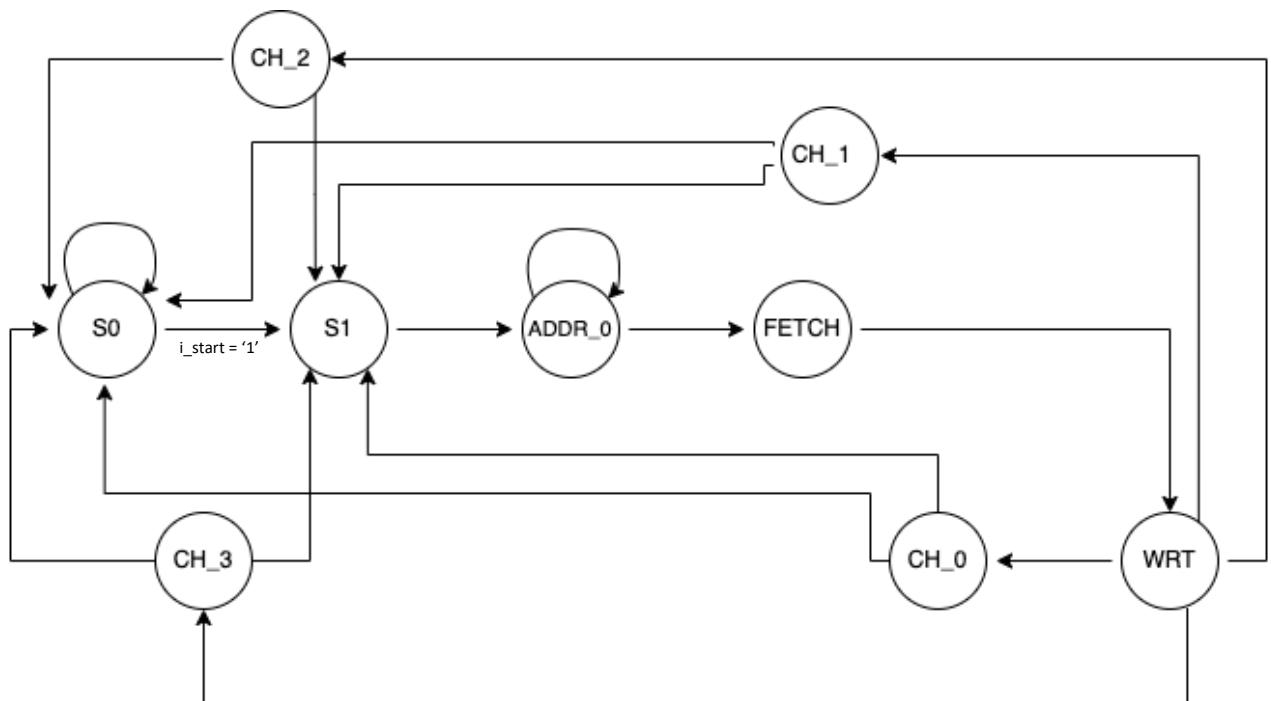 CH_2
CH_1
S0
i_start = ‘1’
S1
ADDR_0
FETCH
CH_3
CH_0
WRT